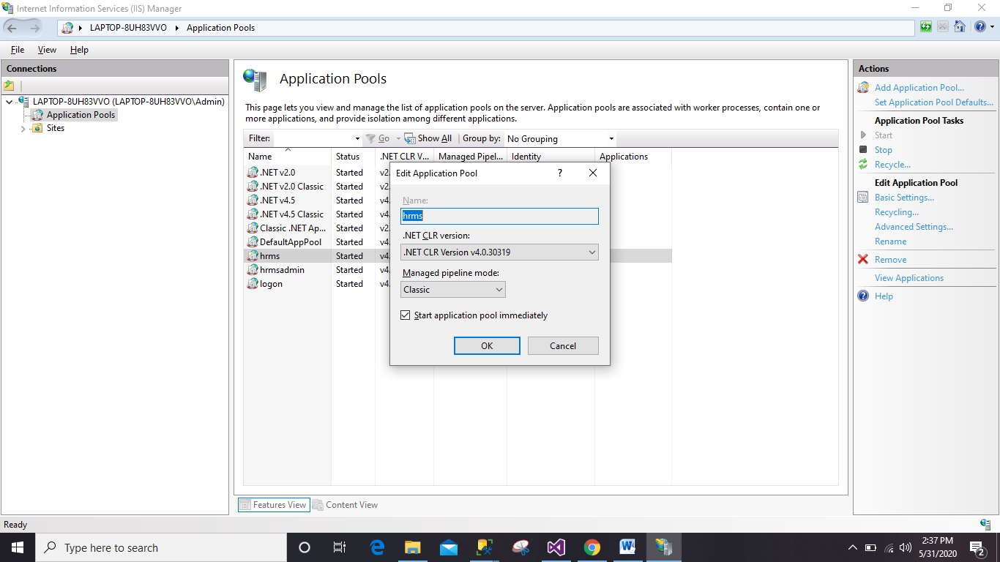 Internet Information Services (IIS) Manager
LAPTOP-8UH83VVO
Application Pools
File View Help
Connections
LAPTOP-8UH83VVO (LAPTOP-8UH83VVO\Admin)
Application Pools
Sites
Application Pools
This page lets you view and manage the list of application pools on the server. Application pools are associated with worker processes, contain one or
more applications, and provide isolation among different applications.
Filter: Go Show All Group by: No Grouping
Name Status .NET CLR V... Managed Pipel... Identity Applications
.NET v2.0 Started v2.
.NET v2.0 Classic Started v2.
.NET v4.5 Started v4.
.NET v4.5 Classic Started v4.
Classic .NET Ap... Started v2.
DefaultAppPool Started v4.
hrms Started v4.
hrmsadmin Started v4.
logon Started v4.
Edit Application Pool ?
Name:
hrms
.NET CLR version:
.NET CLR Version v4.0.30319
Managed pipeline mode:
Classic
Start application pool immediately
OK Cancel
Features View Content View
Actions
Add Application Pool...
Set Application Pool Defaults...
Application Pool Tasks
Start
Stop
Recycle...
Edit Application Pool
Basic Settings...
Recycling...
Advanced Settings...
Rename
Remove
View Applications
Help
Ready
Type here to search
2:37 PM
5/31/2020
2